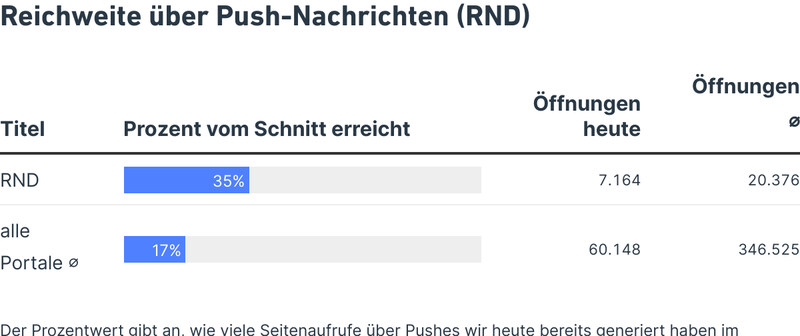 Reichweite über Push-Nachrichten (RND)
Titel Prozent vom Schnitt erreicht Öffnungen heute Öffnungen ⌀
RND 35% 7.164 20.376
alle Portale ⌀ 17% 60.148 346.525
Der Prozentwert gibt an, wie viele Seitenaufrufe über Pushes wir heute bereits generiert haben im